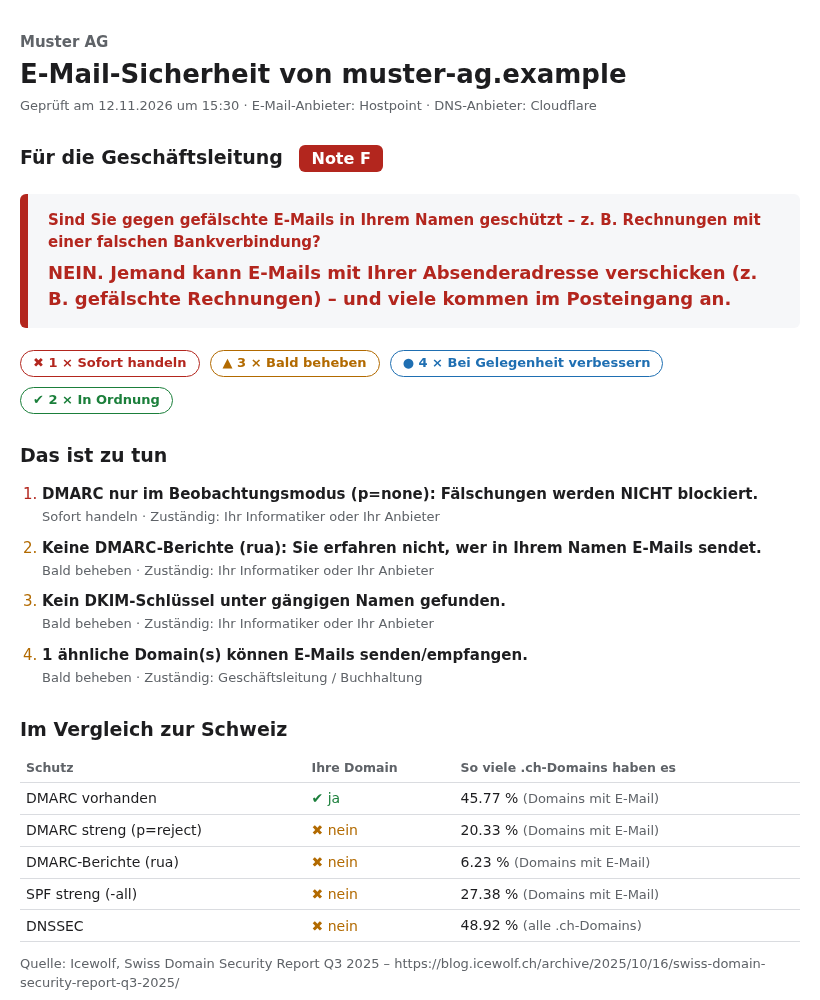 Muster AG
E-Mail-Sicherheit von muster-ag.example
Geprüft am 12.11.2026 um 15:30 · E-Mail-Anbieter: Hostpoint · DNS-Anbieter: Cloudflare
Für die Geschäftsleitung Note F
Sind Sie gegen gefälschte E-Mails in Ihrem Namen geschützt – z. B. Rechnungen mit
einer falschen Bankverbindung?
NEIN. Jemand kann E-Mails mit Ihrer Absenderadresse verschicken (z.
B. gefälschte Rechnungen) – und viele kommen im Posteingang an.
✖ 1 × Sofort handeln ▲ 3 × Bald beheben ● 4 × Bei Gelegenheit verbessern
✔ 2 × In Ordnung
Das ist zu tun
1. DMARC nur im Beobachtungsmodus (p=none): Fälschungen werden NICHT blockiert.
Sofort handeln · Zuständig: Ihr Informatiker oder Ihr Anbieter
2. Keine DMARC-Berichte (rua): Sie erfahren nicht, wer in Ihrem Namen E-Mails sendet.
Bald beheben · Zuständig: Ihr Informatiker oder Ihr Anbieter
3. Kein DKIM-Schlüssel unter gängigen Namen gefunden.
Bald beheben · Zuständig: Ihr Informatiker oder Ihr Anbieter
4. 1 ähnliche Domain(s) können E-Mails senden/empfangen.
Bald beheben · Zuständig: Geschäftsleitung / Buchhaltung
Im Vergleich zur Schweiz
Schutz Ihre Domain So viele .ch-Domains haben es
DMARC vorhanden ✔ ja 45.77 % (Domains mit E-Mail)
DMARC streng (p=reject) ✖ nein 20.33 % (Domains mit E-Mail)
DMARC-Berichte (rua) ✖ nein 6.23 % (Domains mit E-Mail)
SPF streng (-all) ✖ nein 27.38 % (Domains mit E-Mail)
DNSSEC ✖ nein 48.92 % (alle .ch-Domains)
Quelle: Icewolf, Swiss Domain Security Report Q3 2025 – https://blog.icewolf.ch/archive/2025/10/16/swiss-domain-
security-report-q3-2025/